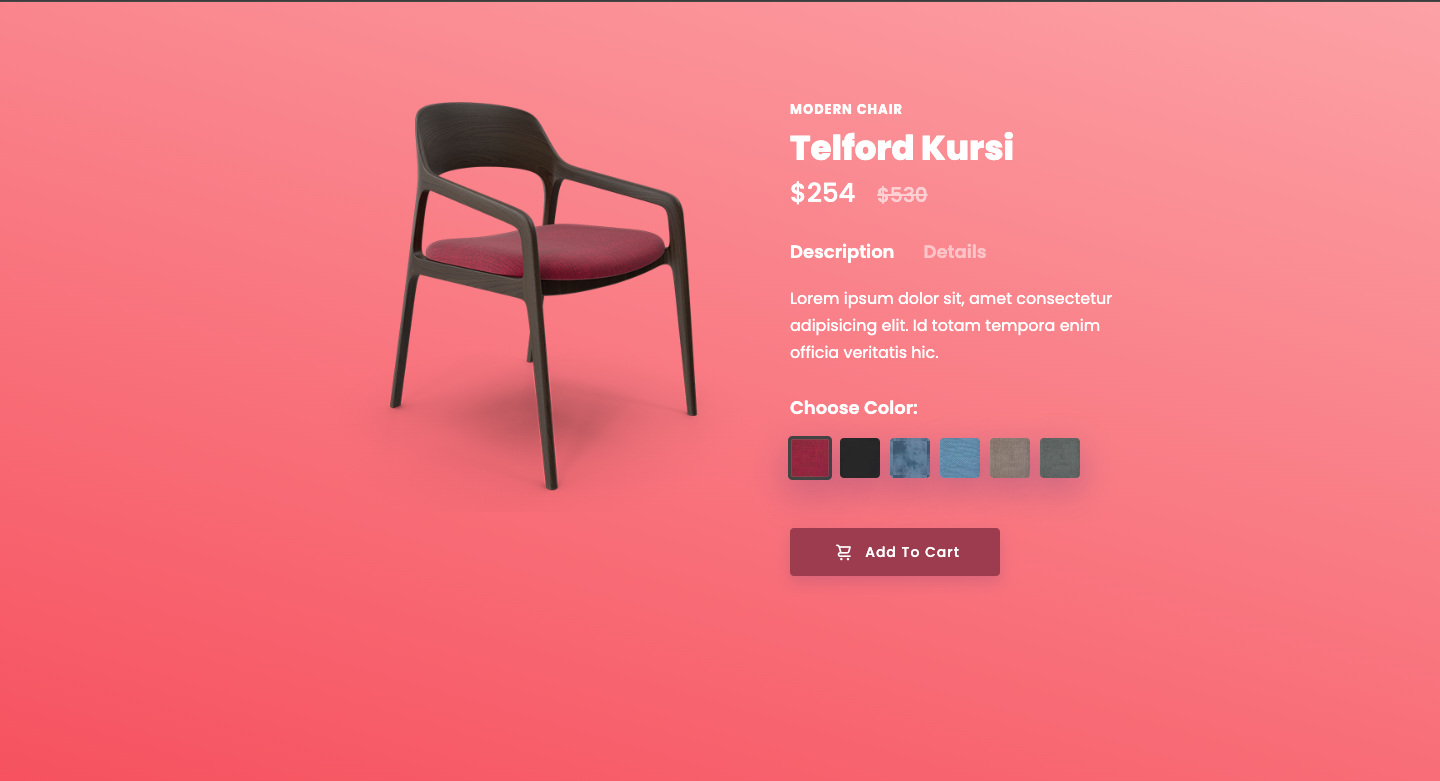 MODERN CHAIR
Telford Kursi
$254 $530
Description Details
Lorem ipsum dolor sit, amet consectetur
adipisicing elit. Id totam tempora enim
officia veritatis hic.
Choose Color:
Add To Cart